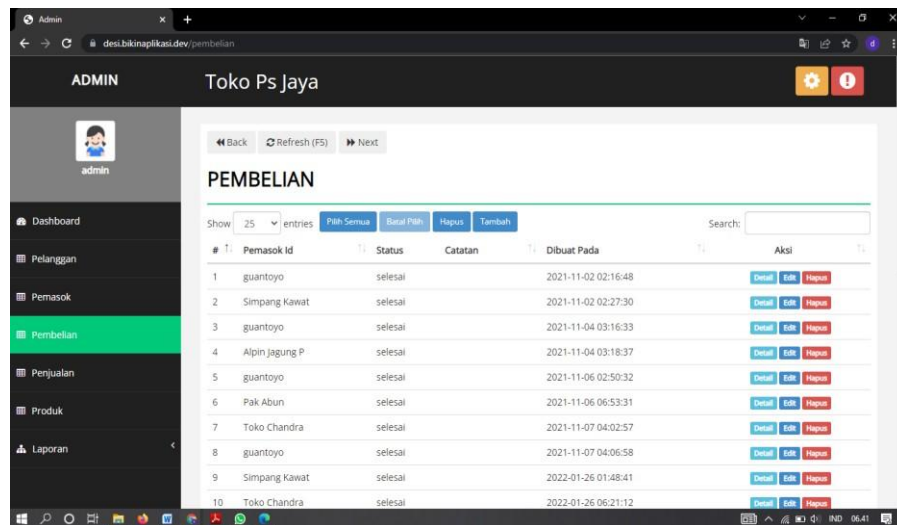 Admin
desi.bikinaplikasi.dev/pembelian
d
ADMIN
Toko Ps Jaya
admin
Back Refresh (F5) Next
PEMBELIAN
Dashboard
Pelanggan
Pemasok
Pembelian
Penjualan
Produk
Laporan
Show 25 entries Pilih Semua Batal Pilih Hapus Tambah Search:
# Pemasok Id Status Catatan Dibuat Pada Aksi
1 guantoyo selesai 2021-11-02 02:16:48 Detail Edit Hapus
2 Simpang Kawat selesai 2021-11-02 02:27:30 Detail Edit Hapus
3 guantoyo selesai 2021-11-04 03:16:33 Detail Edit Hapus
4 Alpin Jagung P selesai 2021-11-04 03:18:37 Detail Edit Hapus
5 guantoyo selesai 2021-11-06 02:50:32 Detail Edit Hapus
6 Pak Abun selesai 2021-11-06 06:53:31 Detail Edit Hapus
7 Toko Chandra selesai 2021-11-07 04:02:57 Detail Edit Hapus
8 guantoyo selesai 2021-11-07 04:06:58 Detail Edit Hapus
9 Simpang Kawat selesai 2022-01-26 01:48:41 Detail Edit Hapus
10 Toko Chandra selesai 2022-01-26 06:21:12 Detail Edit Hapus
IND 06.41